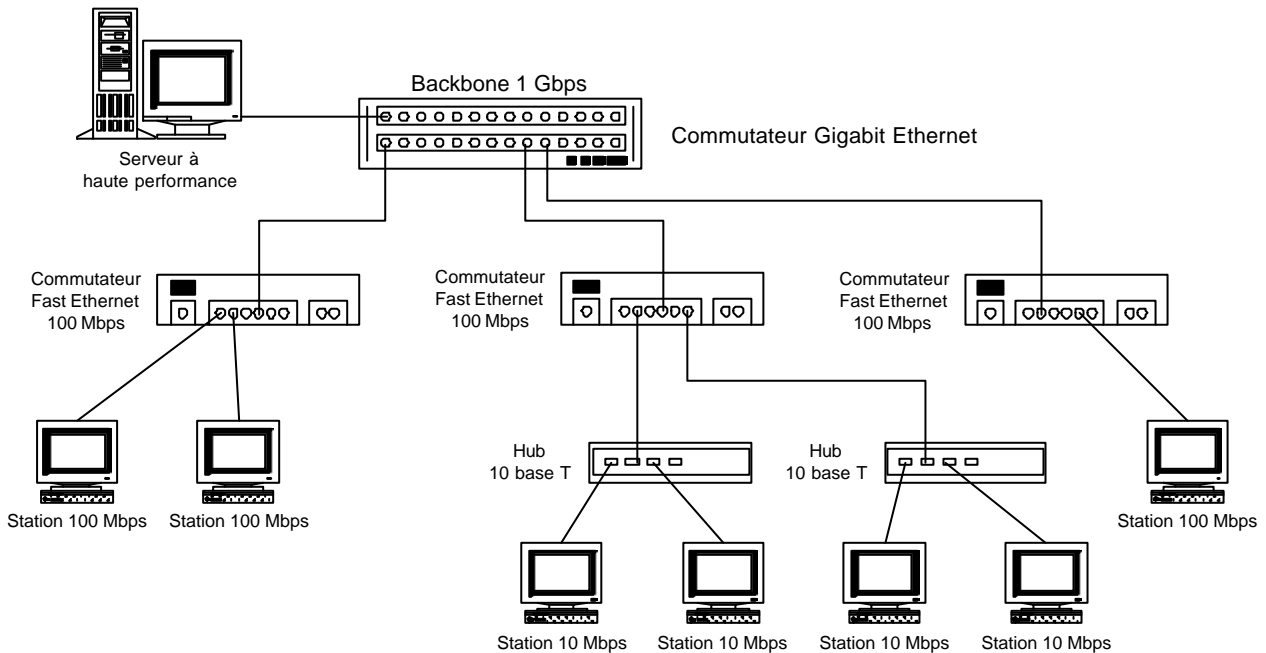 Backbone 1 Gbps
Commutateur Gigabit Ethernet
Serveur à
haute performance
Commutateur
Fast Ethernet
100 Mbps
Commutateur
Fast Ethernet
100 Mbps
Commutateur
Fast Ethernet
100 Mbps
Hub
10 base T
Hub
10 base T
Station 100 Mbps
Station 100 Mbps
Station 100 Mbps
Station 10 Mbps
Station 10 Mbps
Station 10 Mbps
Station 10 Mbps